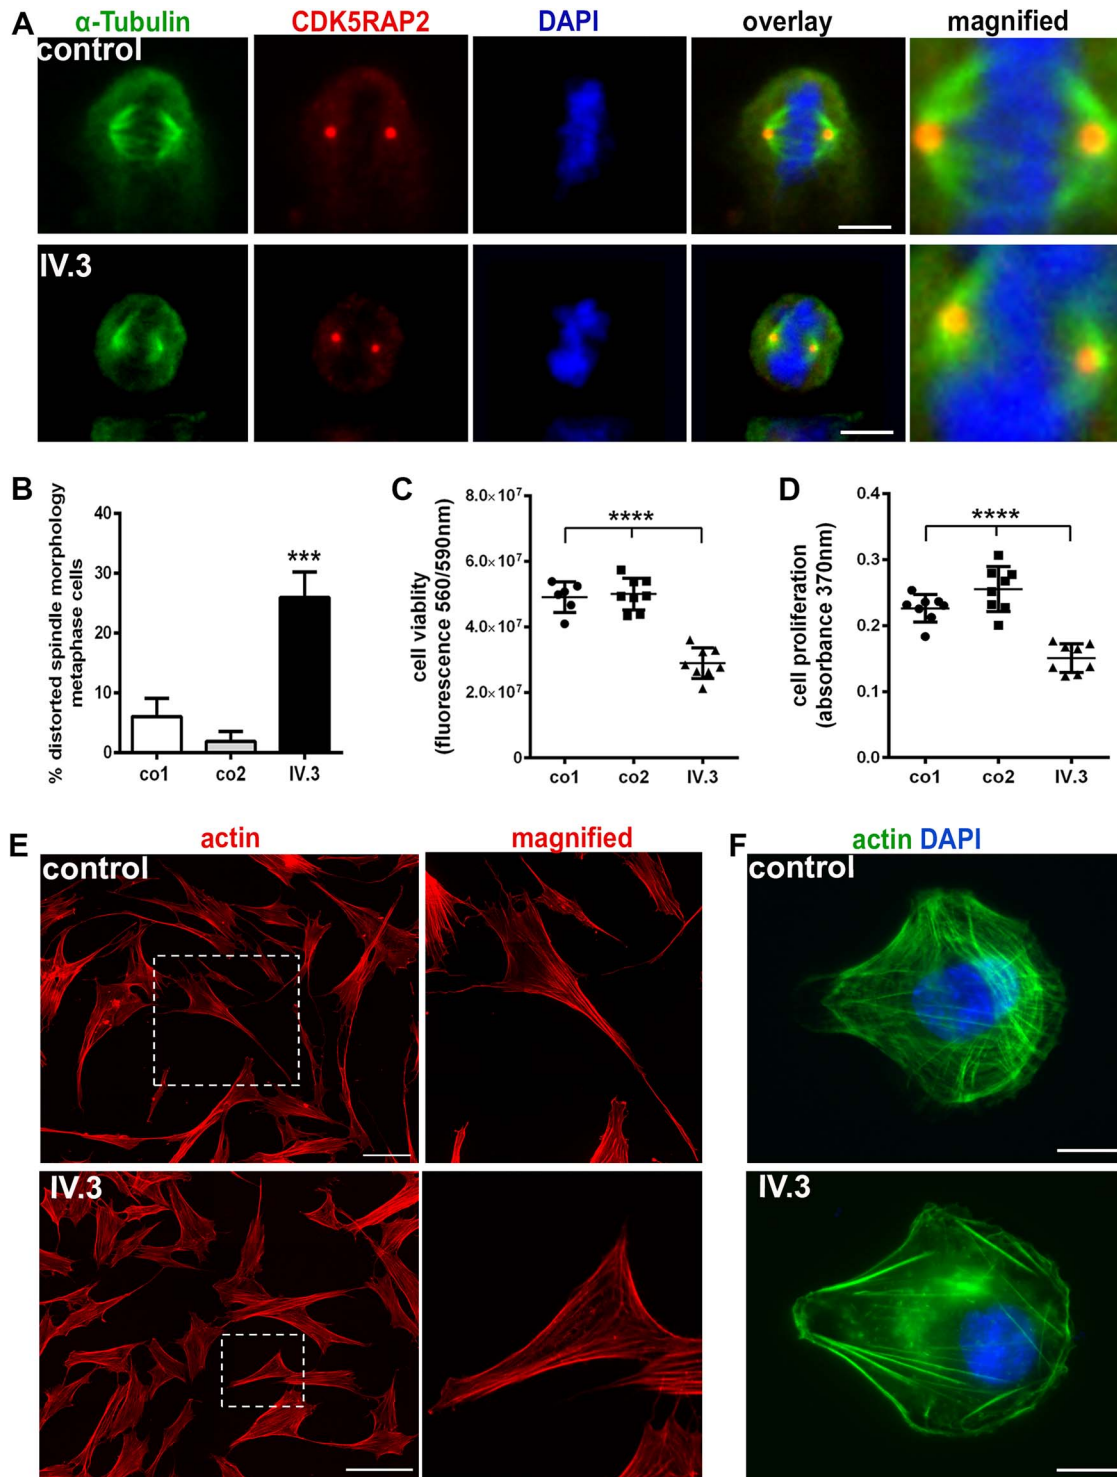 A
α-Tubulin
CDK5RAP2
DAPI
overlay
magnified
control
IV.3
B
% distorted spindle morphology
metaphase cells
40
30
20
10
0
***
co1
co2
IV.3
C
cell viablity
(fluorescence 560/590nm)
8.0×10⁷
6.0×10⁷
4.0×10⁷
2.0×10⁷
0
****
co1
co2
IV.3
D
cell proliferation
(absorbance 370nm)
0.4
0.3
0.2
0.1
0.0
****
co1
co2
IV.3
E
actin
magnified
control
IV.3
F
actin DAPI
control
IV.3